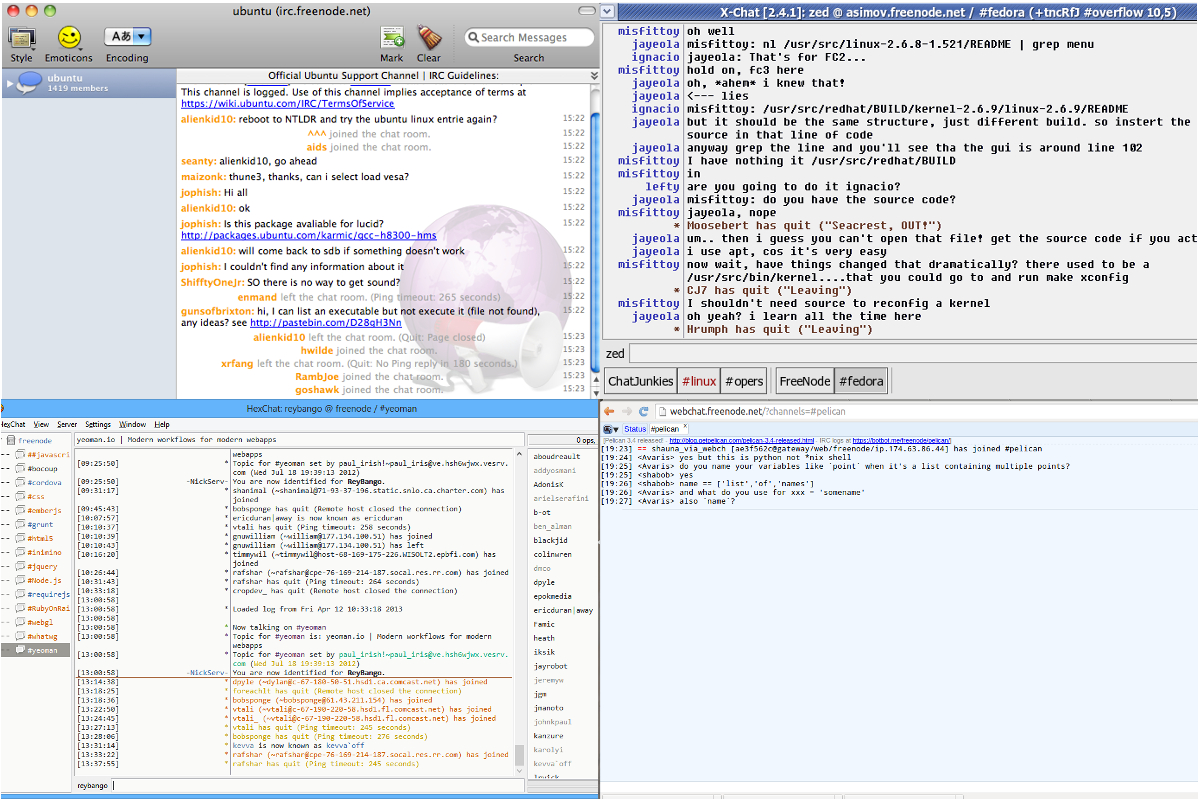 ubuntu (irc.freenode.net)
Style Emoticons Encoding Mark Clear Search
Aあ
Search Messages
ubuntu
1419 members
Official Ubuntu Support Channel | IRC Guidelines:
This channel is logged. Use of this channel implies acceptance of terms at
https://wiki.ubuntu.com/IRC/TermsOfService
alienkid10: reboot to NTLDR and try the ubuntu linux entrie again? 15:22
^^^ joined the chat room. 15:22
aids joined the chat room. 15:22
seanty: alienkid10, go ahead 15:22
maizonk: thune3, thanks, can i select load vesa? 15:22
jophish: Hi all 15:22
alienkid10: ok 15:22
jophish: Is this package avaliable for lucid? 15:22
http://packages.ubuntu.com/karmic/gcc-h8300-hms
alienkid10: will come back to sdb if something doesn't work 15:22
jophish: I couldn't find any information about it 15:22
ShifftyOneJr: SO there is no way to get sound? 15:22
enmand left the chat room. (Ping timeout: 265 seconds) 15:22
gunsofbrixton: hi, I can list an executable but not execute it (file not found), 15:22
any ideas? see http://pastebin.com/D28qH3Nn
alienkid10 left the chat room. (Quit: Page closed) 15:23
hwilde joined the chat room. 15:23
xrfang left the chat room. (Quit: No Ping reply in 180 seconds.) 15:23
RambJoe joined the chat room. 15:23
goshawk joined the chat room. 15:23
X-Chat [2.4.1]: zed @ asimov.freenode.net / #fedora (+tncRfJ #overflow 10,5)
misfittoy oh well
jayeola misfittoy: nl /usr/src/linux-2.6.8-1.521/README | grep menu
ignacio jayeola: That's for FC2...
misfittoy hold on, fc3 here
jayeola oh, *ahem* i knew that!
jayeola <--- lies
ignacio misfittoy: /usr/src/redhat/BUILD/kernel-2.6.9/linux-2.6.9/README
jayeola but it should be the same structure, just different build. so instert the
source in that line of code
jayeola anyway grep the line and you'll see tha the gui is around line 102
misfittoy I have nothing it /usr/src/redhat/BUILD
misfittoy in
lefty are you going to do it ignacio?
jayeola misfittoy: do you have the source code?
misfittoy jayeola, nope
* Moosebert has quit ("Seacrest, OUT!")
jayeola um.. then i guess you can't open that file! get the source code if you act
jayeola i use apt, cos it's very easy
misfittoy now wait, have things changed that dramatically? there used to be a
/usr/src/bin/kernel....that you could go to and run make xconfig
* CJ7 has quit ("Leaving")
misfittoy I shouldn't need source to reconfig a kernel
jayeola oh yeah? i learn all the time here
* Hrumph has quit ("Leaving")
zed
ChatJunkies #linux #opers FreeNode #fedora
HexChat: reybango @ freenode / #yeoman
HexChat View Server Settings Window Help
freenode
##javascri
#bocoup
#cordova
#css
#emberjs
#grunt
#html5
#inimino
#jquery
#Node.js
#requirejs
#RubyOnRai
#webgl
#whatwg
#yeoman
yeoman.io | Modern workflows for modern webapps
webapps
[09:25:50] * Topic for #yeoman set by paul_irish!~paul_iris@ve.hsh6wjwx.vesrv.
com (Wed Jul 18 19:39:13 2012)
[09:25:50] -NickServ- You are now identified for ReyBango.
[09:31:17] * shanimal (~shanimal@71-93-37-196.static.snlo.ca.charter.com) has
joined
[09:45:43] * bobsponge has quit (Remote host closed the connection)
[10:07:57] * ericduran|away is now known as ericduran
[10:10:37] * vtali has quit (Ping timeout: 258 seconds)
[10:10:39] * gnuwilliam (~william@177.134.100.51) has joined
[10:10:43] * gnuwilliam (~william@177.134.100.51) has left
[10:16:20] * timmywil (~timmywil@host-68-169-175-226.WISOLT2.epbfi.com) has
joined
[10:26:44] * rafshar (~rafshar@cpe-76-169-214-187.socal.res.rr.com) has joined
[10:31:43] * rafshar has quit (Ping timeout: 264 seconds)
[10:33:18] * cropdev_ has quit (Remote host closed the connection)
[13:00:58]
[13:00:58] * Loaded log from Fri Apr 12 10:33:18 2013
[13:00:58]
[13:00:58] * Now talking on #yeoman
[13:00:58] * Topic for #yeoman is: yeoman.io | Modern workflows for modern
webapps
[13:00:58] * Topic for #yeoman set by paul_irish!~paul_iris@ve.hsh6wjwx.vesrv.
com (Wed Jul 18 19:39:13 2012)
[13:00:58] -NickServ- You are now identified for ReyBango.
[13:14:38] * dpyle (~dylan@c-67-180-50-51.hsd1.ca.comcast.net) has joined
[13:18:25] * foreachlt has quit (Remote host closed the connection)
[13:18:36] * bobsponge (~bobsponge@61.43.211.154) has joined
[13:22:50] * vtali (~vtali@c-67-190-220-58.hsd1.fl.comcast.net) has joined
[13:24:45] * vtali_ (~vtali@c-67-190-220-58.hsd1.fl.comcast.net) has joined
[13:27:13] * vtali has quit (Ping timeout: 245 seconds)
[13:28:06] * bobsponge has quit (Ping timeout: 276 seconds)
[13:31:14] * kevva is now known as kevva`off
[13:33:22] * rafshar (~rafshar@cpe-76-169-214-187.socal.res.rr.com) has joined
[13:37:55] * rafshar has quit (Ping timeout: 245 seconds)
reybango
0 ops,
aboudreault
addyosmani
AdonisK
arielserafini
b-ot
ben_alman
blackjid
colinwren
dmco
dpyle
epokmedia
ericduran|away
Famic
heath
iksik
jayrobot
jeremyw
jgm
jmanoto
johnkpaul
kanzure
karolyi
kevva`off
webchat.freenode.net/?channels=#pelican
Status #pelican
[Pelican 3.4 released! - http://blog.getpelican.com/pelican-3.4-released.html - IRC logs at https://botbot.me/freenode/pelican/]
[19:23] == shauna_via_webch [ae3f562c@gateway/web/freenode/ip.174.63.86.44] has joined #pelican
[19:24] <Avaris> yes but this is python not *nix shell
[19:25] <Avaris> do you name your variables like `point` when it's a list containing multiple points?
[19:25] <shabob> yes
[19:26] <shabob> name == ['list','of','names']
[19:26] <Avaris> and what do you use for xxx = 'somename'
[19:27] <Avaris> also `name`?